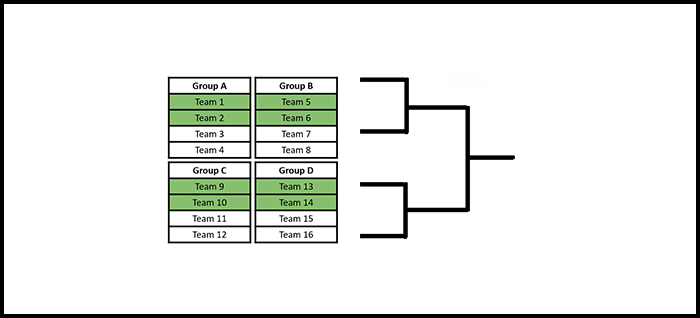 Group A
Team 1
Team 2
Team 3
Team 4
Group B
Team 5
Team 6
Team 7
Team 8
Group C
Team 9
Team 10
Team 11
Team 12
Group D
Team 13
Team 14
Team 15
Team 16